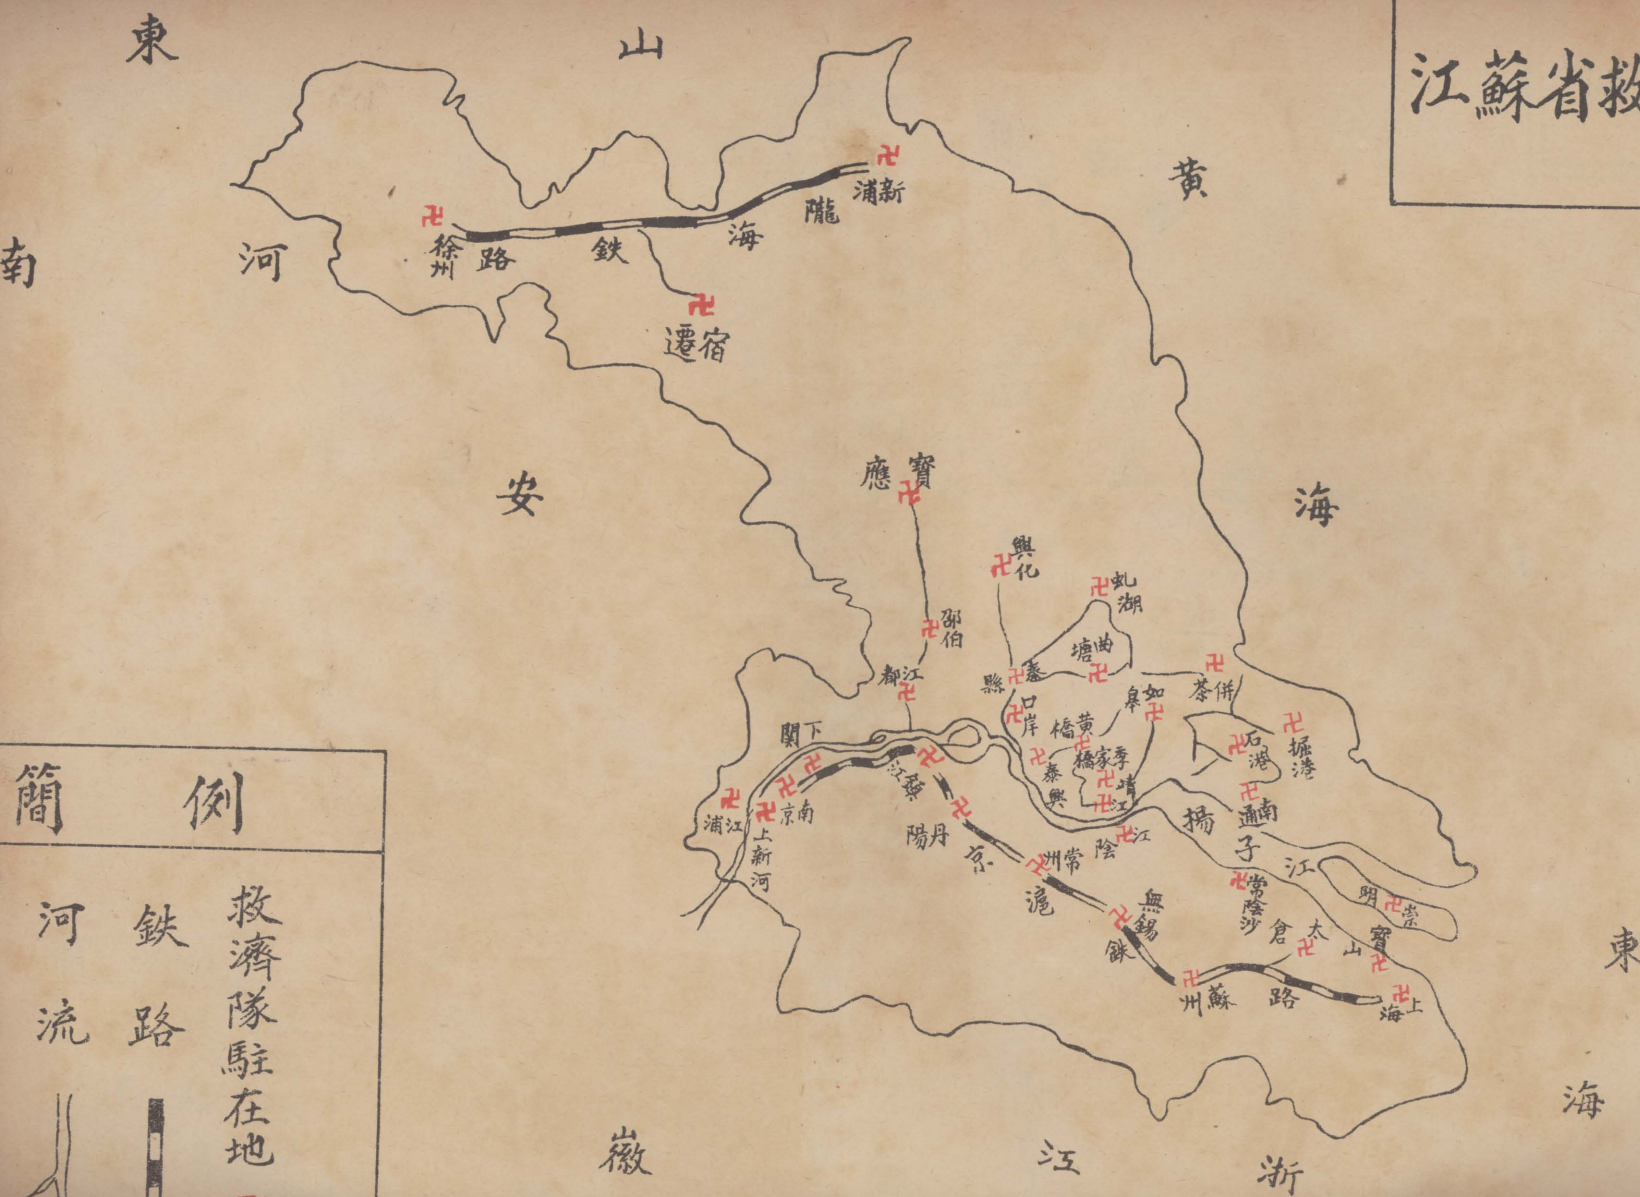 江蘇省救
山
東
河
南
安
徽
江
浙
黄
海
東
海
新浦
隴
海
鉄
路
徐州
宿遷
寶應
邵伯
江都
興化
虬湖
曲塘
泰縣
口岸
如皋
併茶
黄橋
季家橋
泰興
靖江
石港
掘港
南通
下関
南京
江浦
上新河
鎮江
丹陽
常州
無錫
蘇州
上海
京
滬
鉄
路
江陰
揚
子
江
常陰沙
崇明
太倉
寶山
簡例
救濟隊駐在地
鉄路
河流